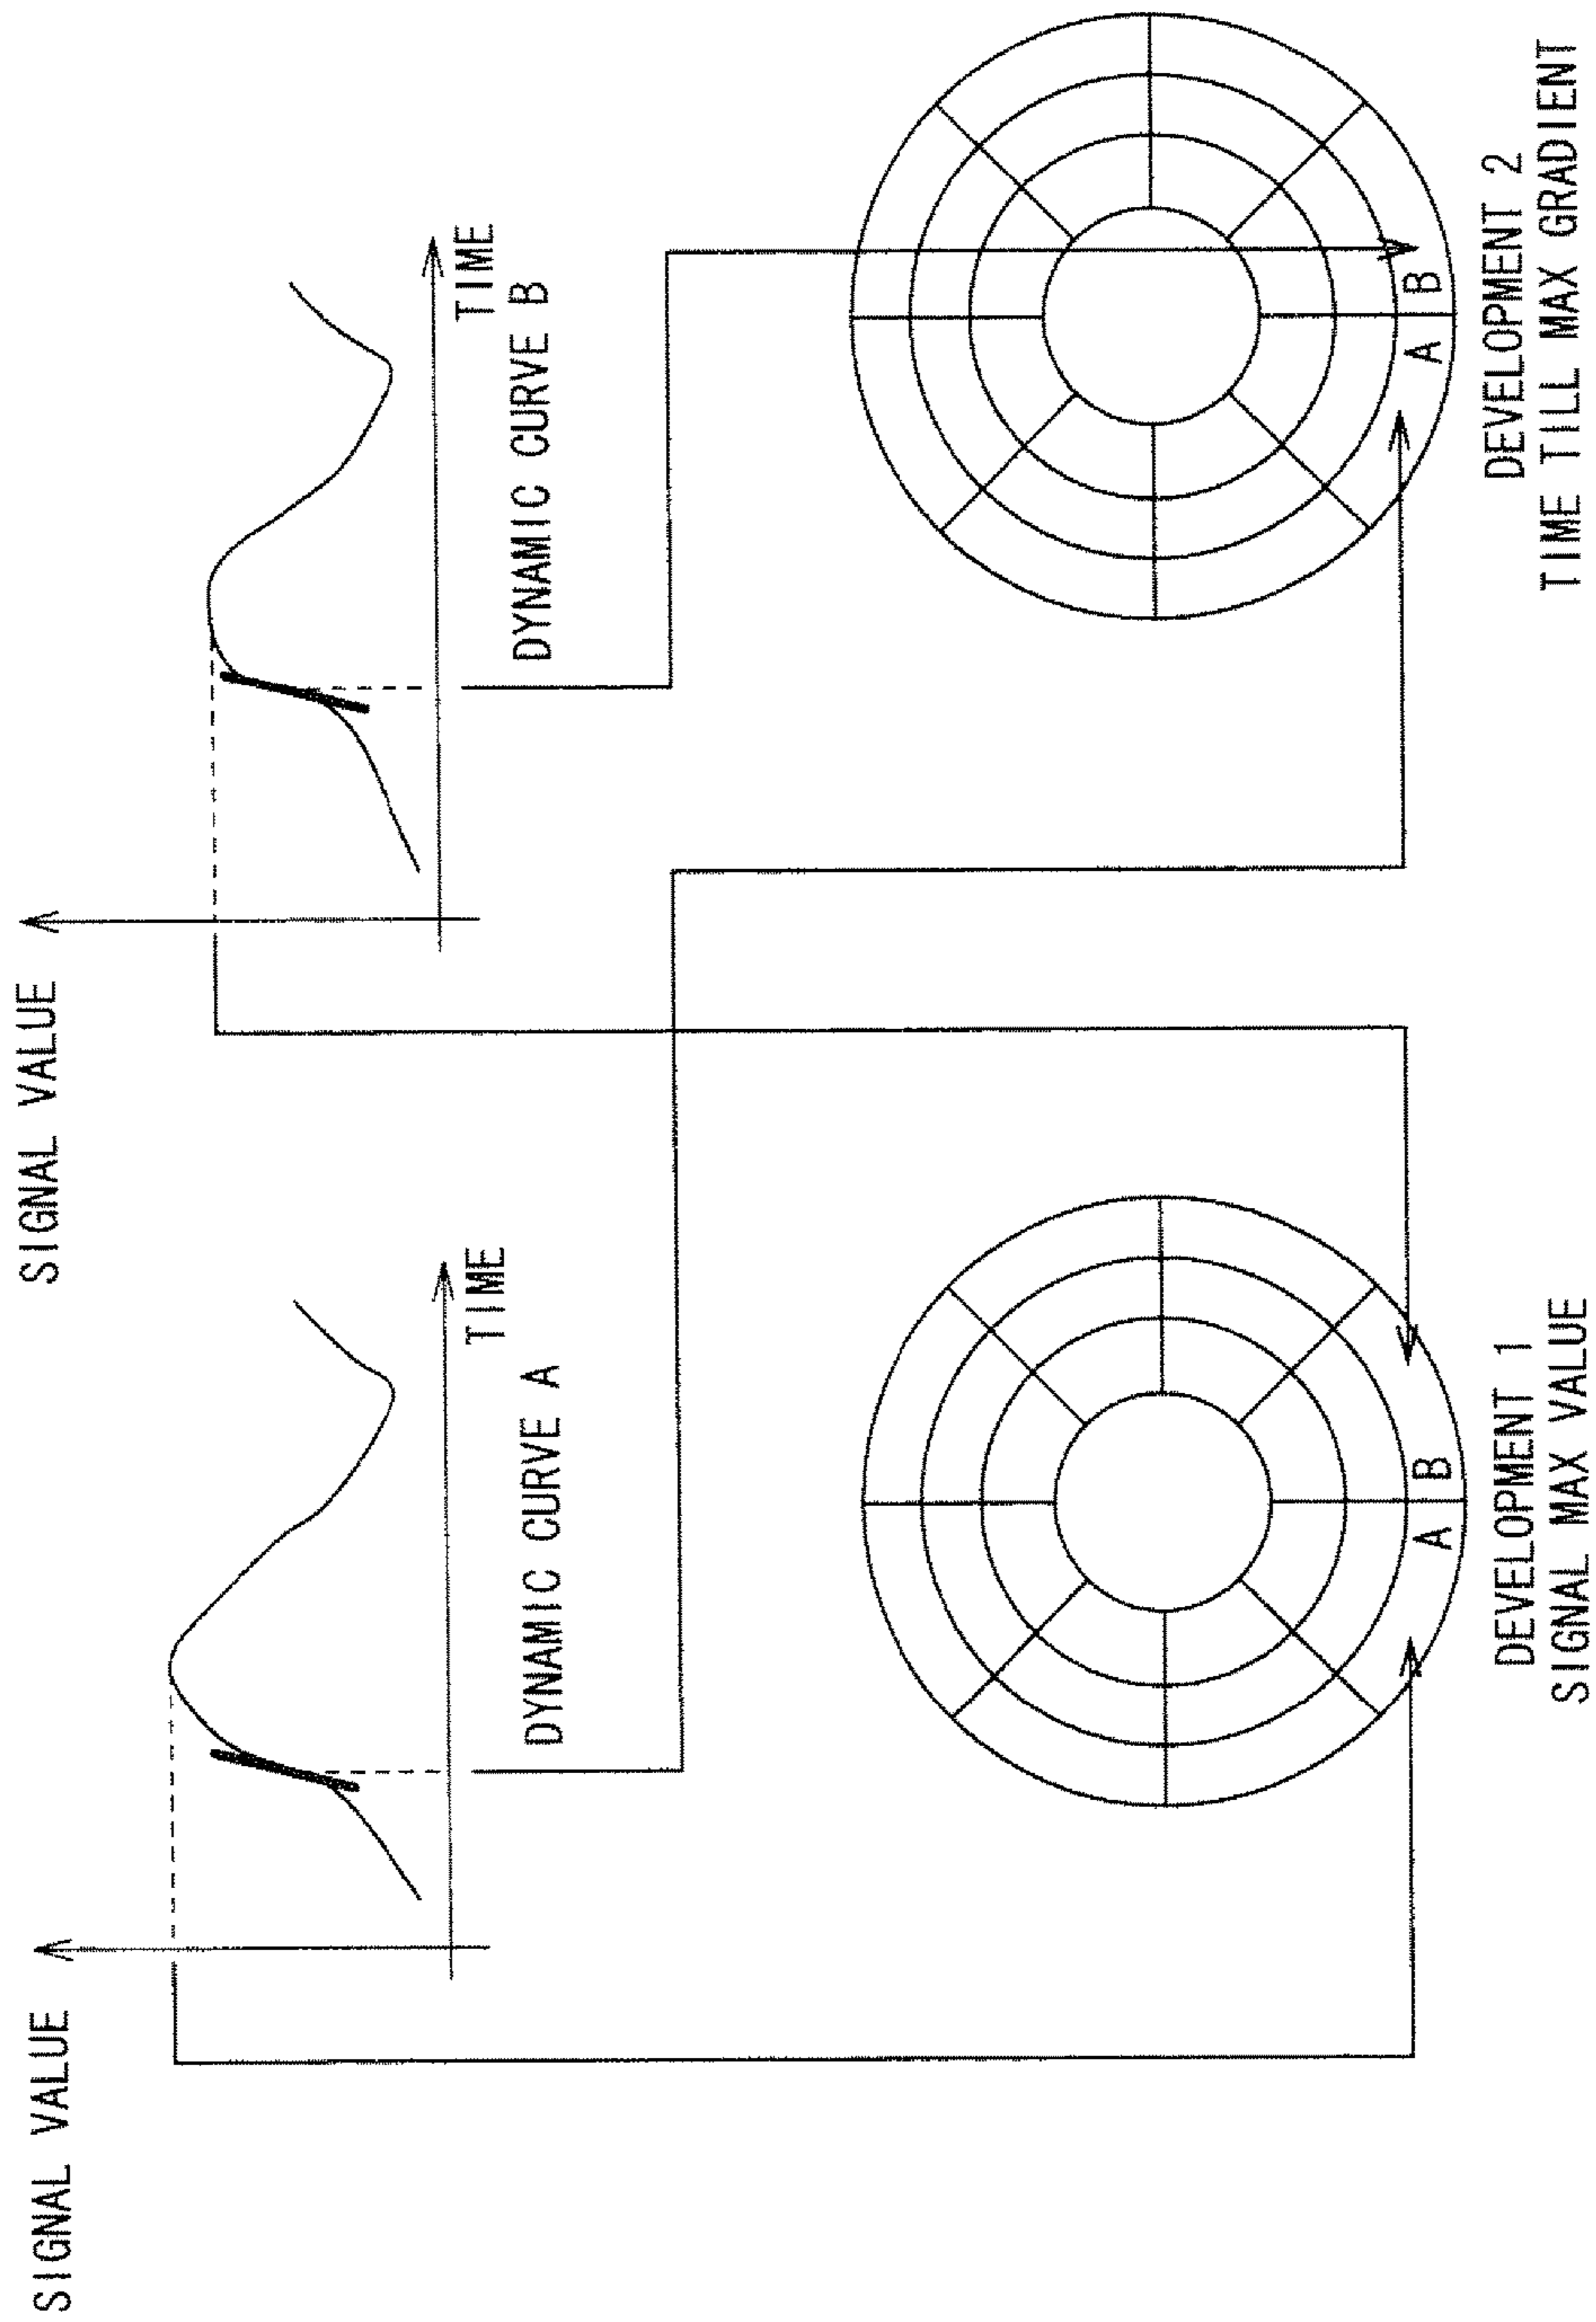 SIGNAL VALUE
TIME
DYNAMIC CURVE A
SIGNAL VALUE
TIME
DYNAMIC CURVE B
A
B
DEVELOPMENT 1
SIGNAL MAX VALUE
A
B
DEVELOPMENT 2
TIME TILL MAX GRADIENT